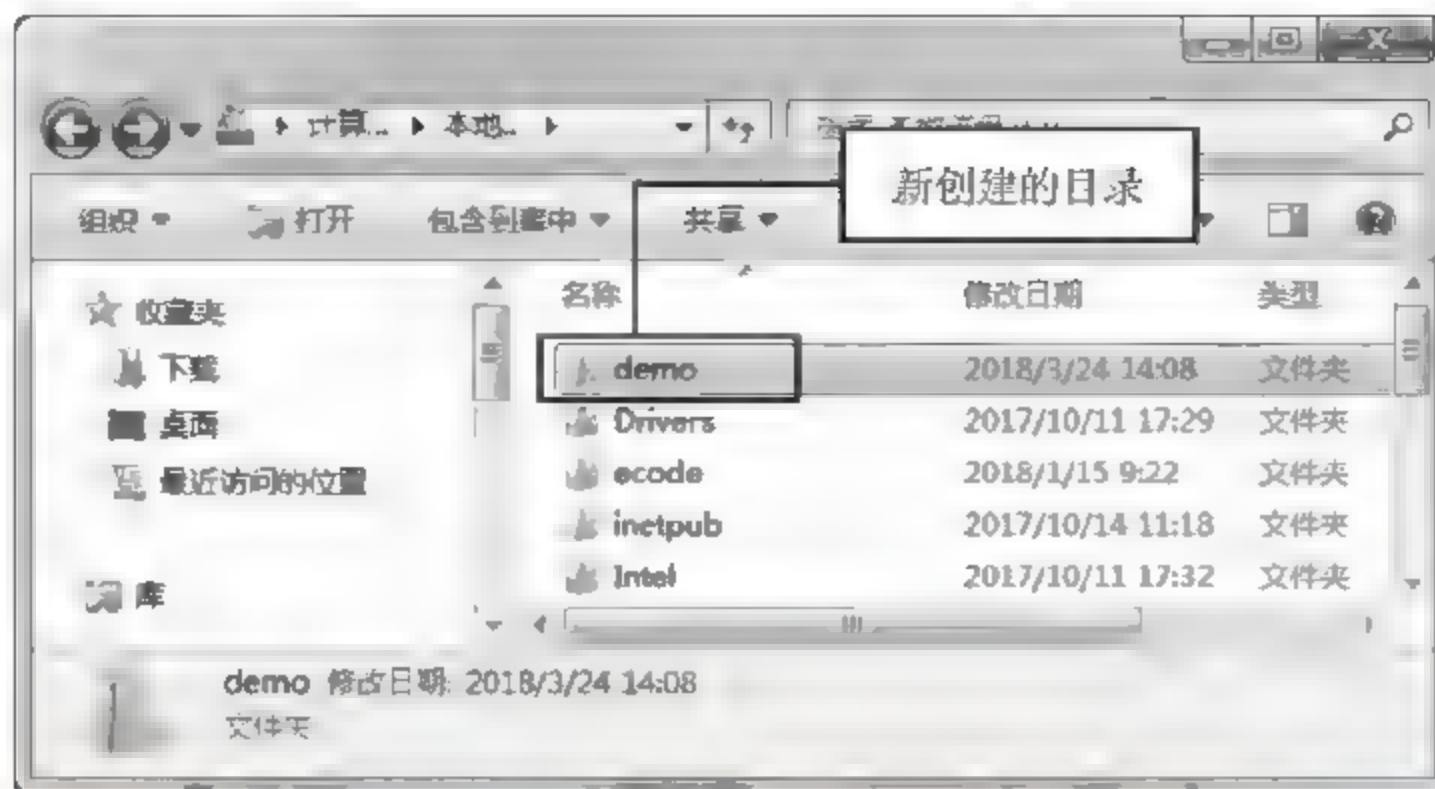 计算... 本地...
新创建的目录
组织 打开 包含到库中 共享
名称 修改日期 类型
收藏夹
下载
桌面
最近访问的位置
库
demo 2018/3/24 14:08 文件夹
Drivers 2017/10/11 17:29 文件夹
ecode 2018/1/15 9:22 文件夹
inetpub 2017/10/14 11:18 文件夹
Intel 2017/10/11 17:32 文件夹
demo 修改日期: 2018/3/24 14:08
文件夹